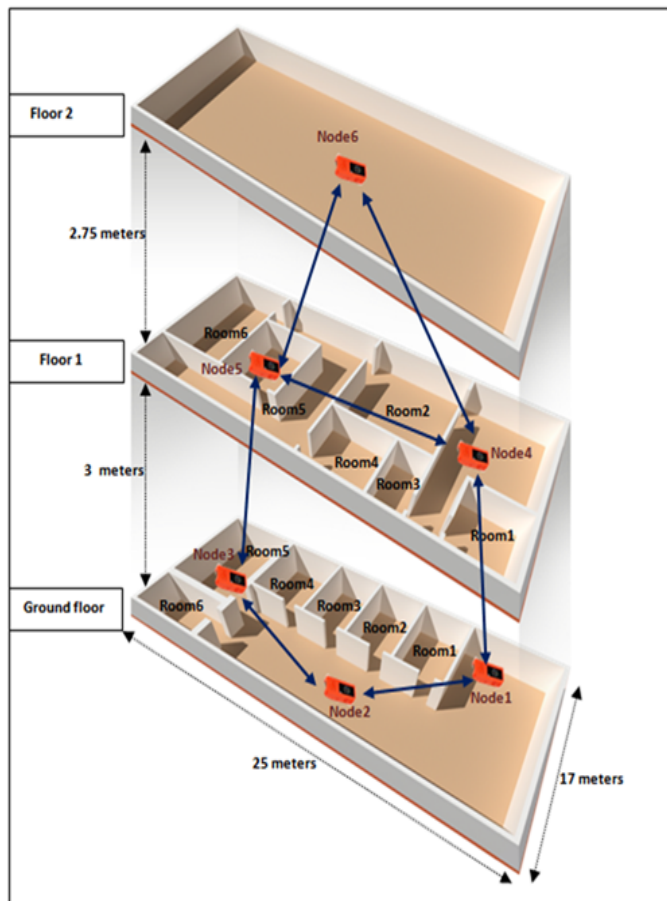 Floor 2
Node6
2.75 meters
Floor 1
Room6
Node5
Room5
Room2
Room4
Room3
Node4
Room1
3 meters
Ground floor
Node3
Room5
Room4
Room3
Room2
Room1
Room6
Node2
Node1
25 meters
17 meters